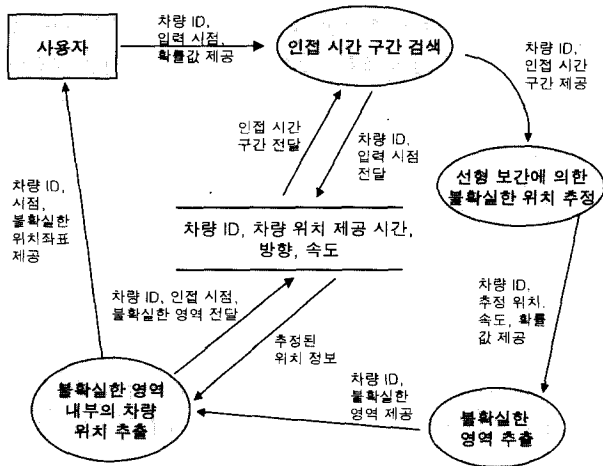 사용자
차량 ID,
입력 시점,
확률값 제공
인접 시간 구간 검색
차량 ID,
인접 시간
구간 제공
인접 시간
구간 전달
차량 ID,
입력 시점
전달
선형 보간에 의한
불확실한 위치 추정
차량 ID,
시점,
불확실한
위치좌표
제공
차량 ID, 차량 위치 제공 시간,
방향, 속도
차량 ID, 인접 시점,
불확실한 영역 전달
추정된
위치 정보
차량 ID,
추정 위치,
속도, 확률
값 제공
불확실한 영역
내부의 차량
위치 추출
차량 ID,
불확실한
영역 제공
불확실한
영역 추출